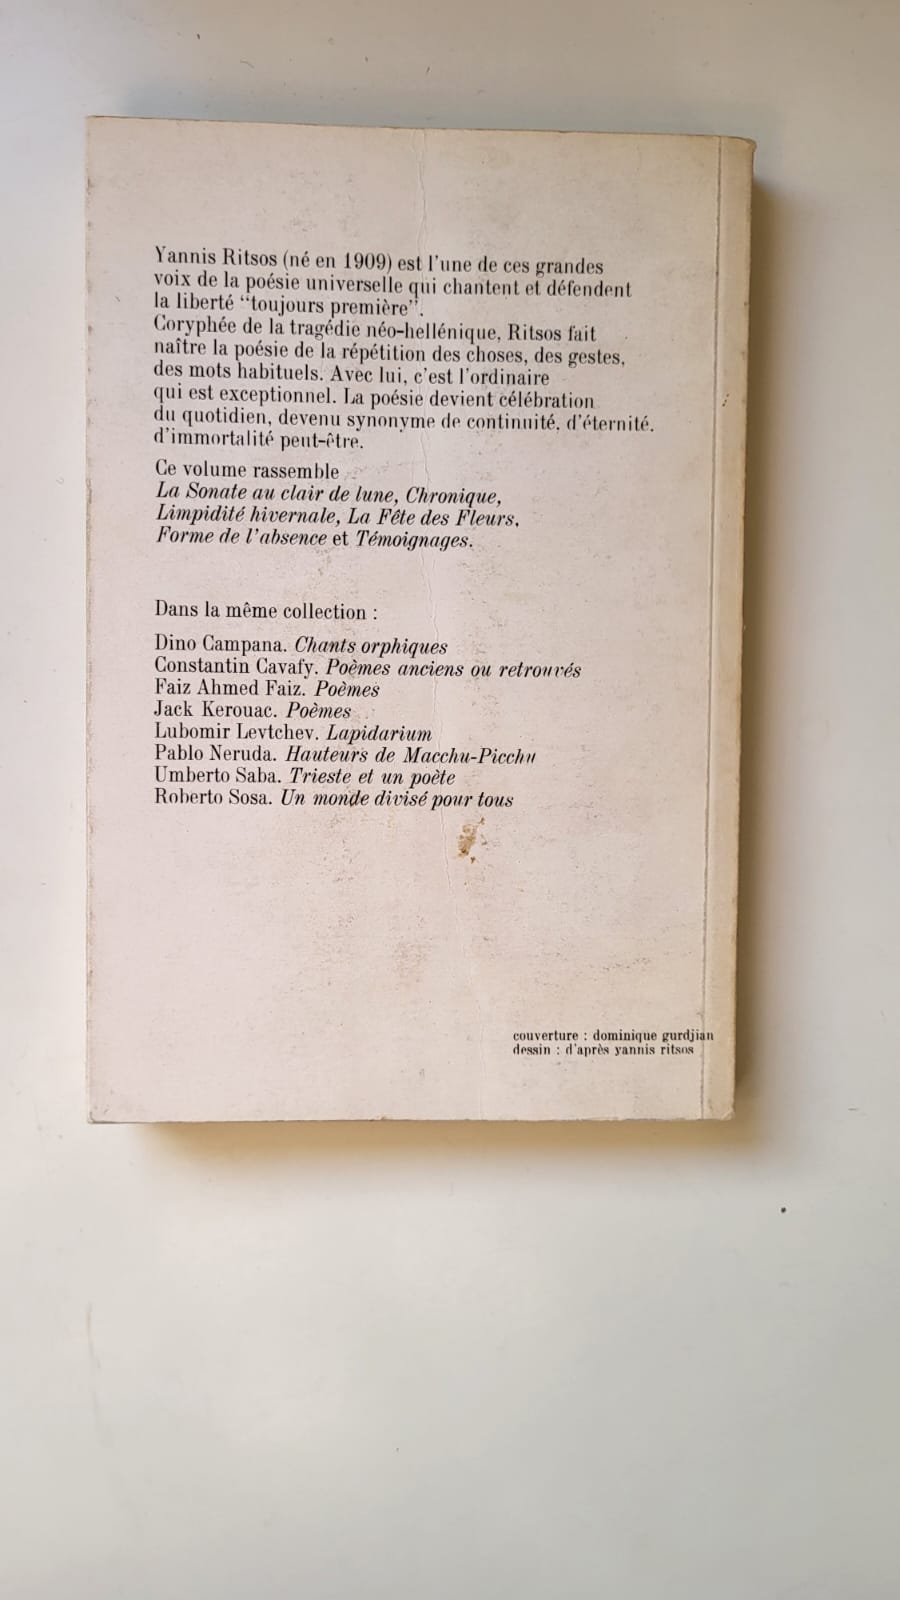 Yannis Ritsos (né en 1909) est l'une de ces grandes
voix de la poésie universelle qui chantent et défendent
la liberté "toujours première".
Coryphée de la tragédie néo-hellénique, Ritsos fait
naître la poésie de la répétition des choses, des gestes,
des mots habituels. Avec lui, c'est l'ordinaire
qui est exceptionnel. La poésie devient célébration
du quotidien, devenu synonyme de continuité, d'éternité,
d'immortalité peut-être.
Ce volume rassemble
La Sonate au clair de lune, Chronique,
Limpidité hivernale, La Fête des Fleurs,
Forme de l'absence et Témoignages.
Dans la même collection :
Dino Campana. Chants orphiques
Constantin Cavafy. Poèmes anciens ou retrouvés
Faiz Ahmed Faiz. Poèmes
Jack Kerouac. Poèmes
Lubomir Levtchev. Lapidarium
Pablo Neruda. Hauteurs de Macchu-Picchu
Umberto Saba. Trieste et un poète
Roberto Sosa. Un monde divisé pour tous
couverture : dominique gurdjian
dessin : d'après yannis ritsos